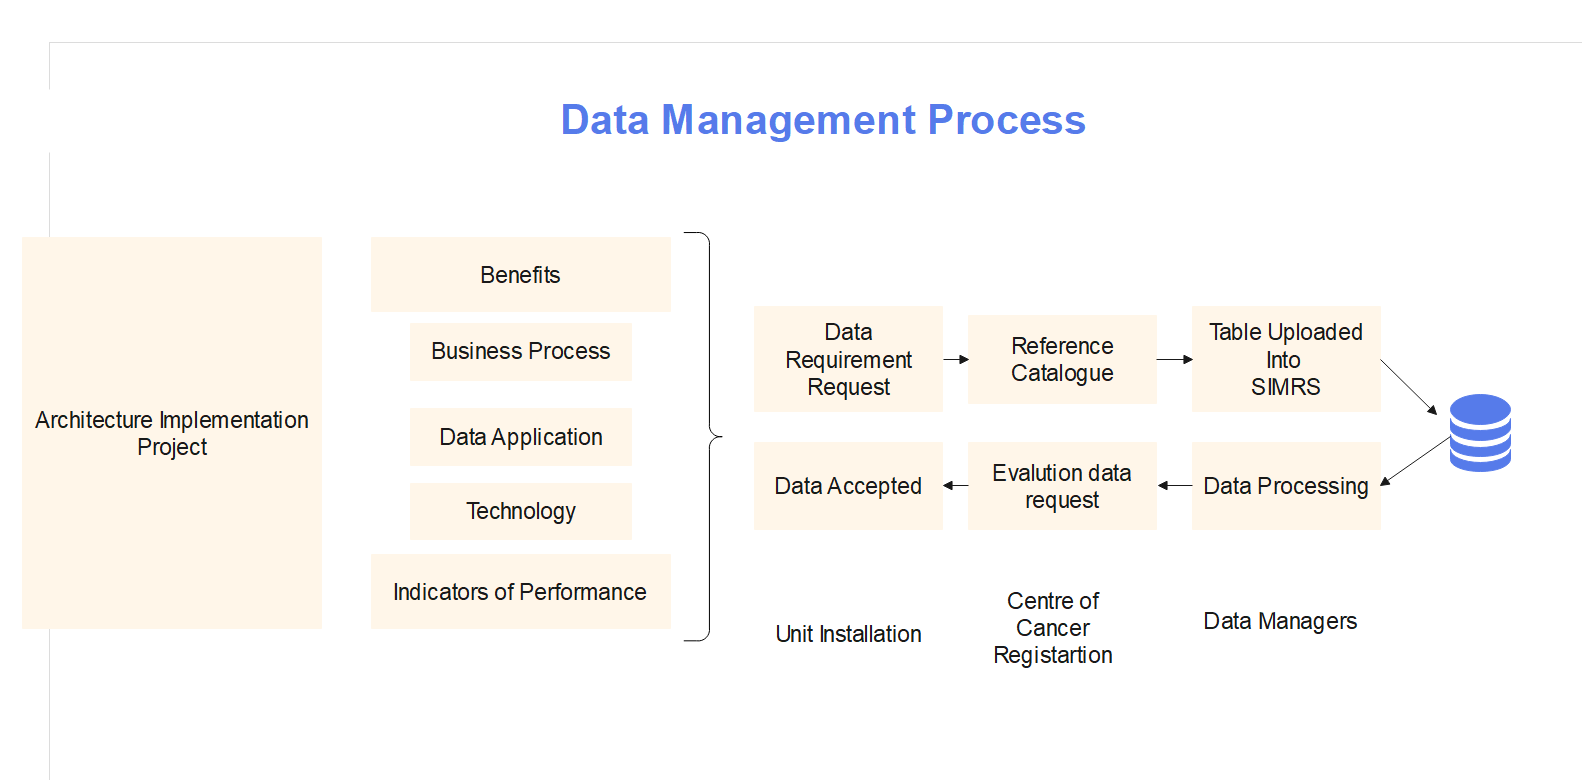 Data Management Process
Architecture Implementation
Project
Benefits
Business Process
Data Application
Technology
Indicators of Performance
Data
Requirement
Request
Reference
Catalogue
Table Uploaded
Into
SIMRS
Data Accepted
Evalution data
request
Data Processing
Unit Installation
Centre of
Cancer
Registartion
Data Managers